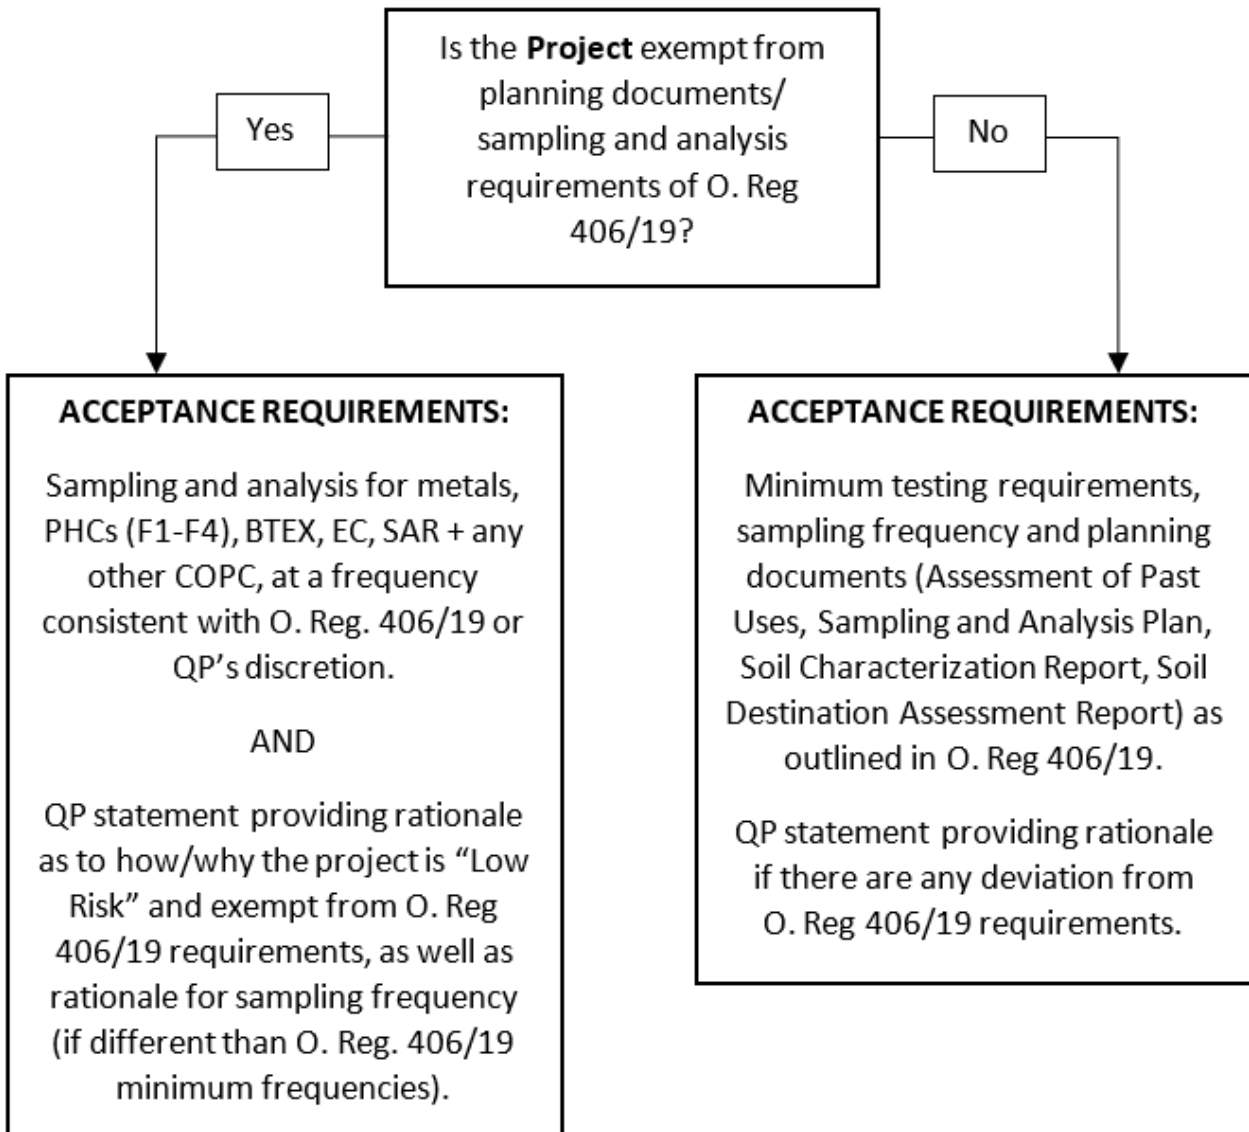 Is the Project exempt from
planning documents/
sampling and analysis
requirements of O. Reg
406/19?
Yes
No
ACCEPTANCE REQUIREMENTS:
Sampling and analysis for metals,
PHCs (F1-F4), BTEX, EC, SAR + any
other COPC, at a frequency
consistent with O. Reg. 406/19 or
QP’s discretion.
AND
QP statement providing rationale
as to how/why the project is “Low
Risk” and exempt from O. Reg
406/19 requirements, as well as
rationale for sampling frequency
(if different than O. Reg. 406/19
minimum frequencies).
ACCEPTANCE REQUIREMENTS:
Minimum testing requirements,
sampling frequency and planning
documents (Assessment of Past
Uses, Sampling and Analysis Plan,
Soil Characterization Report, Soil
Destination Assessment Report) as
outlined in O. Reg 406/19.
QP statement providing rationale
if there are any deviation from
O. Reg 406/19 requirements.